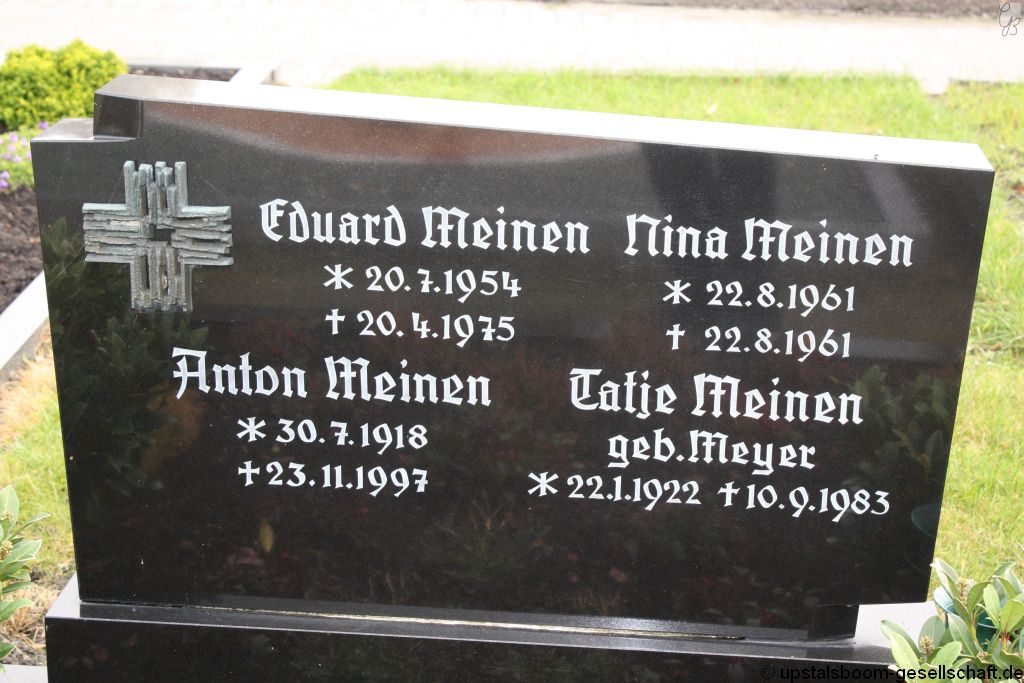 Eduard Meinen
* 20.7.1954
† 20.4.1975
Nina Meinen
* 22.8.1961
† 22.8.1961
Anton Meinen
* 30.7.1918
† 23.11.1997
Tatje Meinen
geb. Meyer
* 22.1.1922 † 10.9.1983
© upstalsboom-gesellschaft.de